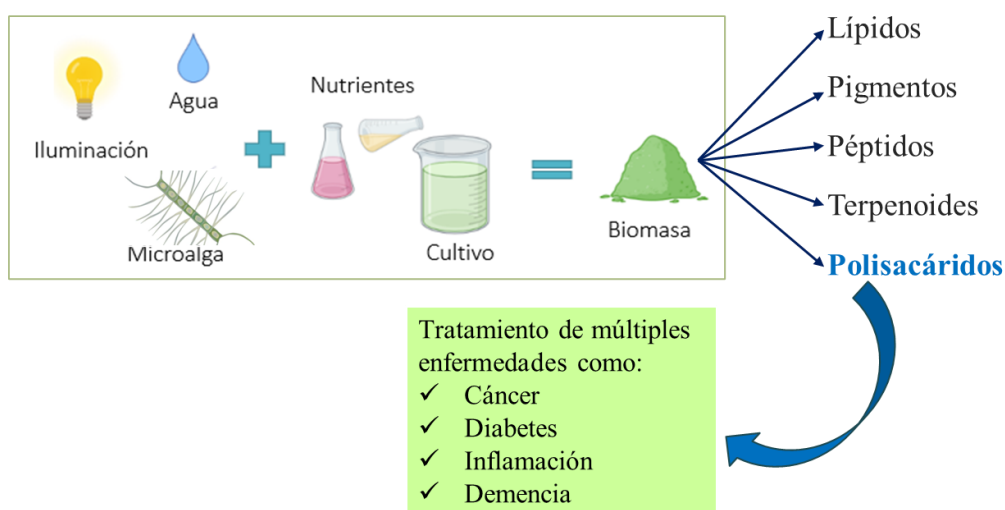 Iluminación
Agua
Microalga
Nutrientes
Cultivo
Biomasa
Lípidos
Pigmentos
Péptidos
Terpenoides
Polisacáridos
Tratamiento de múltiples
enfermedades como:
✓ Cáncer
✓ Diabetes
✓ Inflamación
✓ Demencia